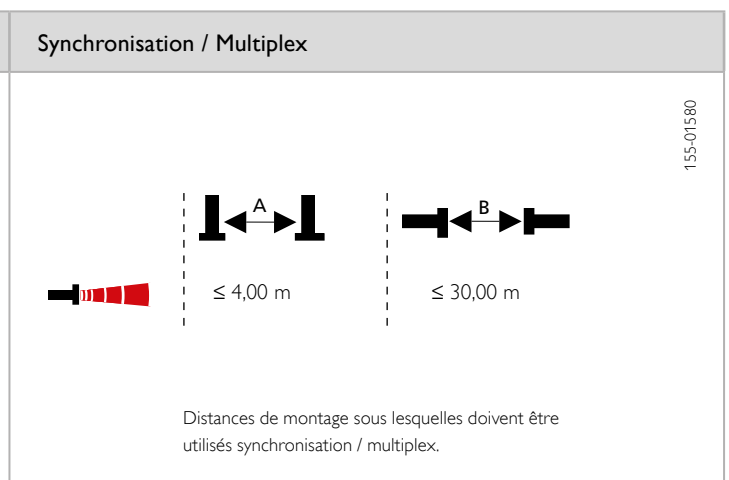 Synchronisation / Multiplex
155-01580
A
B
≤ 4,00 m
≤ 30,00 m
Distances de montage sous lesquelles doivent être
utilisés synchronisation / multiplex.